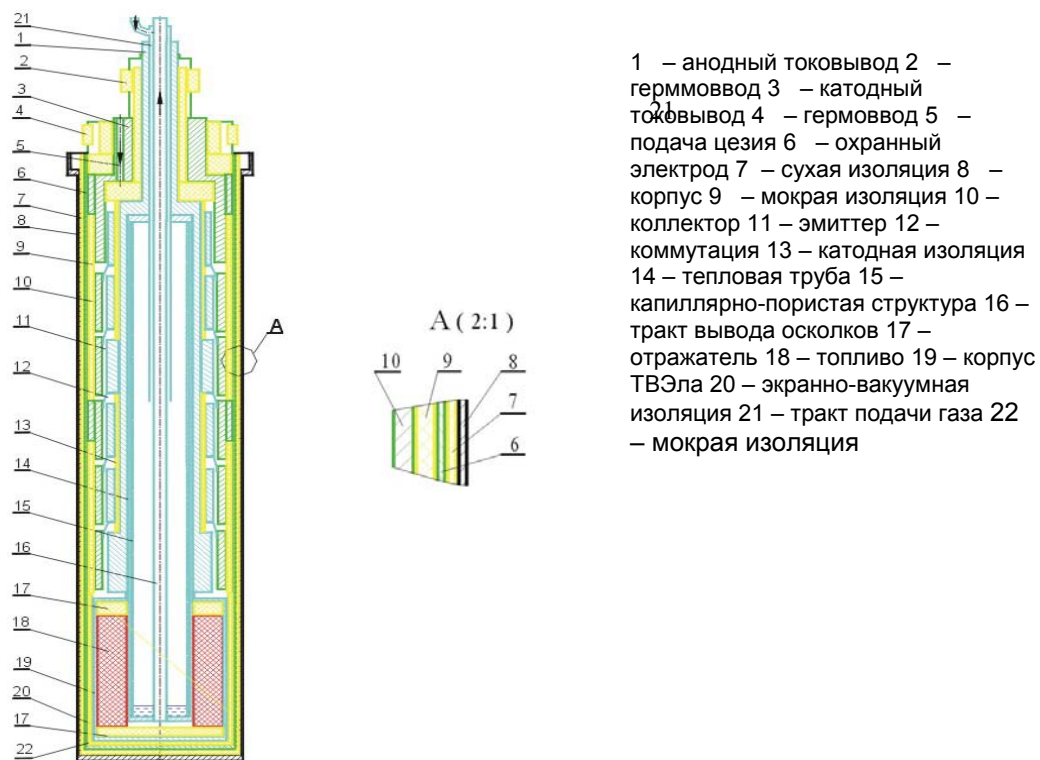 21
1
2
3
4
5
6
7
8
9
10
11
12
13
14
15
16
17
18
19
20
17
22
А
А ( 2:1 )
10 9 8
7
6
1 – анодный токовывод 2 –
герммоввод 3 – катодный
21
токовывод 4 – гермоввод 5 –
подача цезия 6 – охранный
электрод 7 – сухая изоляция 8 –
корпус 9 – мокрая изоляция 10 –
коллектор 11 – эмиттер 12 –
коммутация 13 – катодная изоляция
14 – тепловая труба 15 –
капиллярно-пористая структура 16 –
тракт вывода осколков 17 –
отражатель 18 – топливо 19 – корпус
ТВЭла 20 – экранно-вакуумная
изоляция 21 – тракт подачи газа 22
– мокрая изоляция